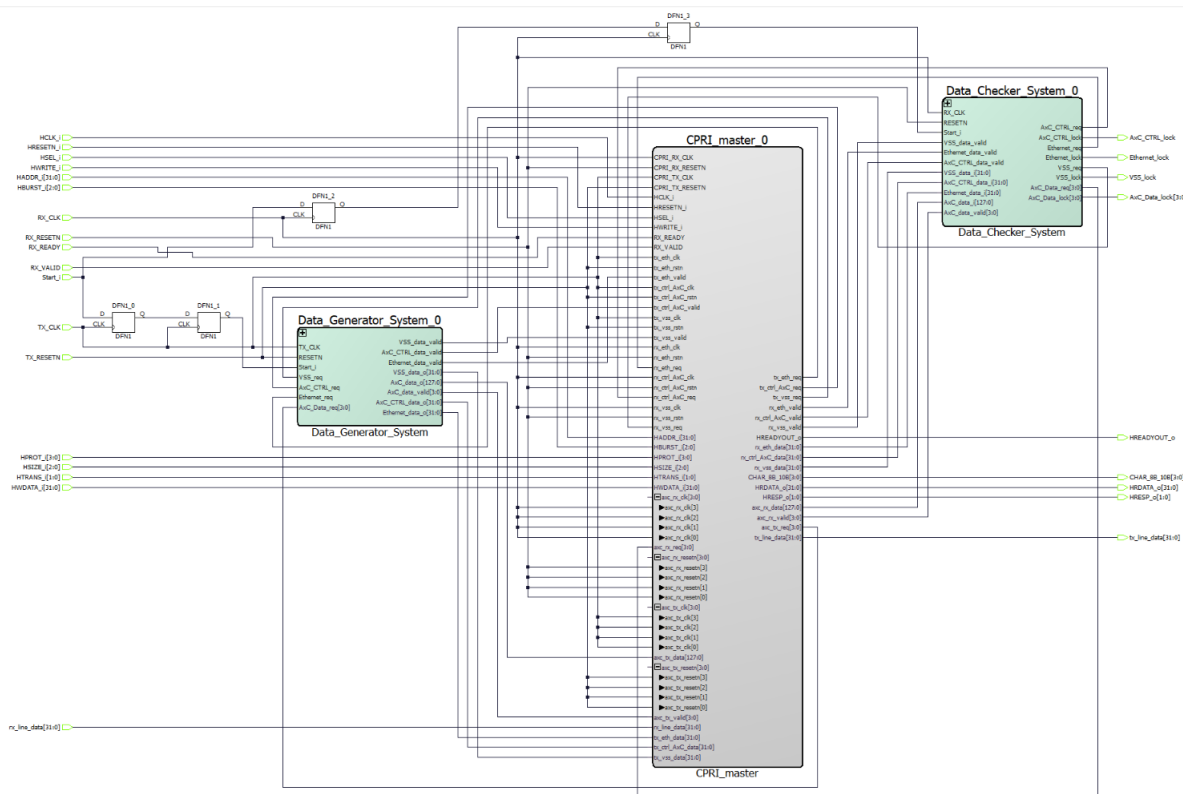 DFN1_3
D
Q
CLK
DFN1
HCLK_i
HRESETN_i
HSEL_i
HWRITE_i
HADDR_i[31:0]
HBURST_i[2:0]
RX_CLK
RX_RESETN
RX_READY
RX_VALID
Start_i
TX_CLK
TX_RESETN
HPROT_i[3:0]
HSIZE_i[2:0]
HTRANS_i[1:0]
HWDATA_i[31:0]
rx_line_data[31:0]
DFN1_2
D
Q
CLK
DFN1
DFN1_0
D
Q
CLK
DFN1
DFN1_1
D
Q
CLK
DFN1
Data_Generator_System_0
TX_CLK
RESETN
Start_i
VSS_req
AxC_CTRL_req
Ethernet_req
AxC_Data_req[3:0]
VSS_data_valid
AxC_CTRL_data_valid
Ethernet_data_valid
VSS_data_o[31:0]
AxC_data_o[127:0]
AxC_data_valid[3:0]
AxC_CTRL_data_o[31:0]
Ethernet_data_o[31:0]
Data_Generator_System
CPRI_master_0
CPRI_RX_CLK
CPRI_RX_RESETN
CPRI_TX_CLK
CPRI_TX_RESETN
HCLK_i
HRESETN_i
HSEL_i
HWRITE_i
RX_READY
RX_VALID
tx_eth_clk
tx_eth_rstn
tx_eth_valid
tx_ctrl_AxC_clk
tx_ctrl_AxC_rstn
tx_ctrl_AxC_valid
tx_vss_clk
tx_vss_rstn
tx_vss_valid
rx_eth_clk
rx_eth_rstn
rx_eth_req
rx_ctrl_AxC_clk
rx_ctrl_AxC_rstn
rx_ctrl_AxC_req
rx_vss_clk
rx_vss_rstn
rx_vss_req
HADDR_i[31:0]
HBURST_i[2:0]
HPROT_i[3:0]
HSIZE_i[2:0]
HTRANS_i[1:0]
HWDATA_i[31:0]
axc_rx_clk[3:0]
axc_rx_clk[3]
axc_rx_clk[2]
axc_rx_clk[1]
axc_rx_clk[0]
axc_rx_req[3:0]
axc_rx_resetn[3:0]
axc_rx_resetn[3]
axc_rx_resetn[2]
axc_rx_resetn[1]
axc_rx_resetn[0]
axc_tx_clk[3:0]
axc_tx_clk[3]
axc_tx_clk[2]
axc_tx_clk[1]
axc_tx_clk[0]
axc_tx_data[127:0]
axc_tx_resetn[3:0]
axc_tx_resetn[3]
axc_tx_resetn[2]
axc_tx_resetn[1]
axc_tx_resetn[0]
axc_tx_valid[3:0]
rx_line_data[31:0]
tx_eth_data[31:0]
tx_ctrl_AxC_data[31:0]
tx_vss_data[31:0]
tx_eth_req
tx_ctrl_AxC_req
tx_vss_req
rx_eth_valid
rx_ctrl_AxC_valid
rx_vss_valid
HREADYOUT_o
rx_eth_data[31:0]
rx_ctrl_AxC_data[31:0]
rx_vss_data[31:0]
CHAR_8B_10B[3:0]
HRDATA_o[31:0]
HRESP_o[1:0]
axc_rx_data[127:0]
axc_rx_valid[3:0]
axc_tx_req[3:0]
tx_line_data[31:0]
CPRI_master
Data_Checker_System_0
RX_CLK
RESETN
Start_i
VSS_data_valid
Ethernet_data_valid
AxC_CTRL_data_valid
VSS_data_i[31:0]
AxC_CTRL_data_i[31:0]
Ethernet_data_i[31:0]
AxC_data_i[127:0]
AxC_data_valid[3:0]
AxC_CTRL_req
AxC_CTRL_lock
Ethernet_req
Ethernet_lock
VSS_req
VSS_lock
AxC_Data_req[3:0]
AxC_Data_lock[3:0]
Data_Checker_System
AxC_CTRL_lock
Ethernet_lock
VSS_lock
AxC_Data_lock[3:0
HREADYOUT_o
CHAR_8B_10B[3:0]
HRDATA_o[31:0]
HRESP_o[1:0]
tx_line_data[31:0]